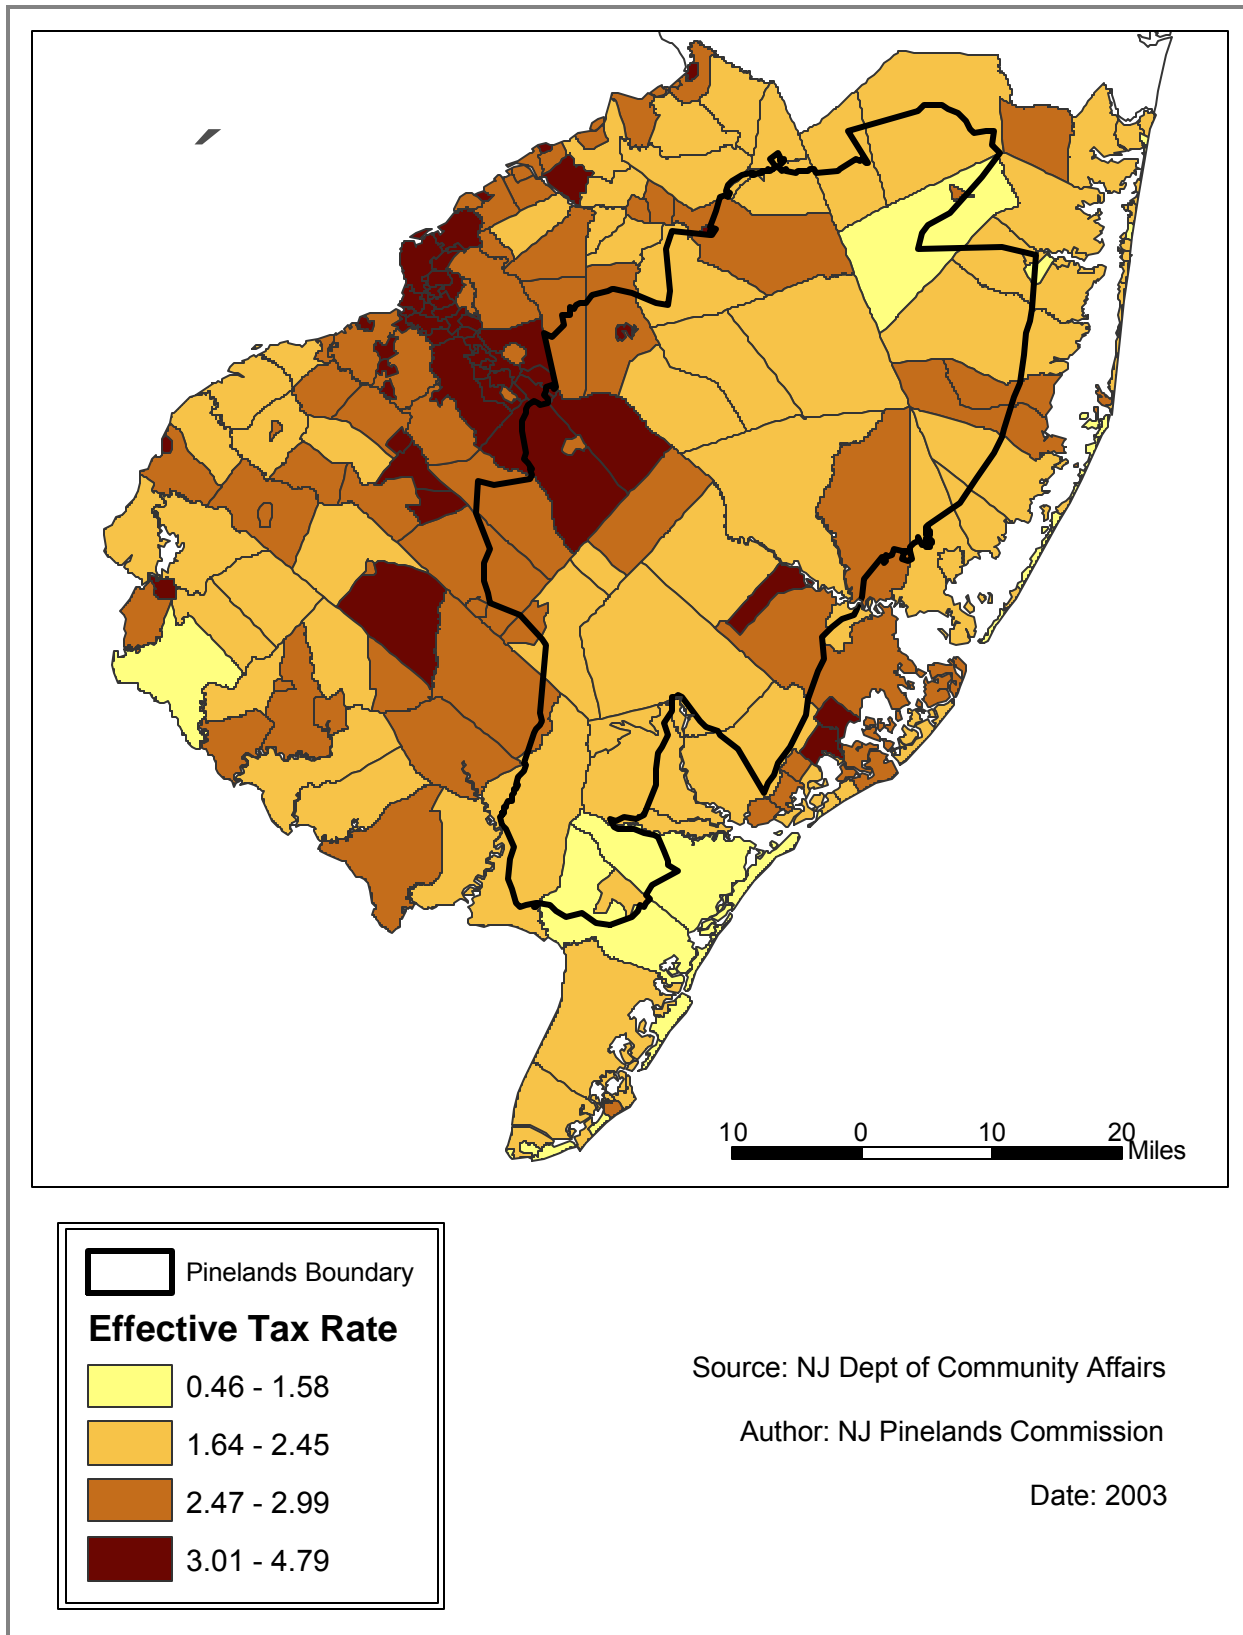 10 0 10 20
Miles
Pinelands Boundary
Effective Tax Rate
0.46 - 1.58
1.64 - 2.45
2.47 - 2.99
3.01 - 4.79
Source: NJ Dept of Community Affairs
Author: NJ Pinelands Commission
Date: 2003